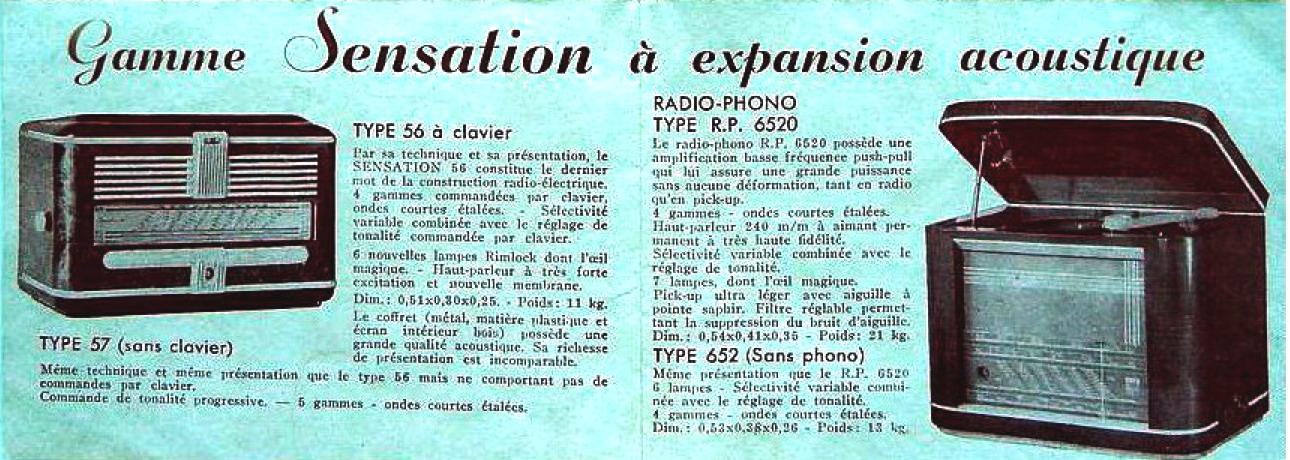 Gamme Sensation à expansion acoustique
TYPE 56 à clavier
Par sa technique et sa présentation, le
SENSATION 56 constitue le dernier
mot de la construction radio-électrique.
4 gammes commandées par clavier,
ondes courtes étalées. - Sélectivité
variable combinée avec le réglage de
tonalité commandée par clavier.
6 nouvelles lampes Rimlock dont l'œil
magique. - Haut-parleur à très forte
excitation et nouvelle membrane.
Dim.: 0,51x0,30x0,25. - Poids: 11 kg.
Le coffret (métal, matière plastique et
écran intérieur bois) possède une
grande qualité acoustique. Sa richesse
de présentation est incomparable.
TYPE 57 (sans clavier)
Même technique et même présentation que le type 56 mais ne comportant pas de
commandes par clavier.
Commande de tonalité progressive. — 5 gammes - ondes courtes étalées.
RADIO-PHONO
TYPE R.P. 6520
Le radio-phono R.P. 6520 possède une
amplification basse fréquence push-pull
qui lui assure une grande puissance
sans aucune déformation, tant en radio
qu'en pick-up.
4 gammes - ondes courtes étalées.
Haut-parleur 240 m/m à aimant per-
manent à très haute fidélité.
Sélectivité variable combinée avec le
réglage de tonalité.
7 lampes, dont l'œil magique.
Pick-up ultra léger avec aiguille à
pointe saphir. Filtre réglable permet-
tant la suppression du bruit d'aiguille.
Dim.: 0,54x0,41x0,35 - Poids: 21 kg.
TYPE 652 (Sans phono)
Même présentation que le R.P. 6520
6 lampes - Sélectivité variable combi-
née avec le réglage de tonalité.
4 gammes - ondes courtes étalées.
Dim.: 0,53x0,38x0,26 - Poids: 13 kg.